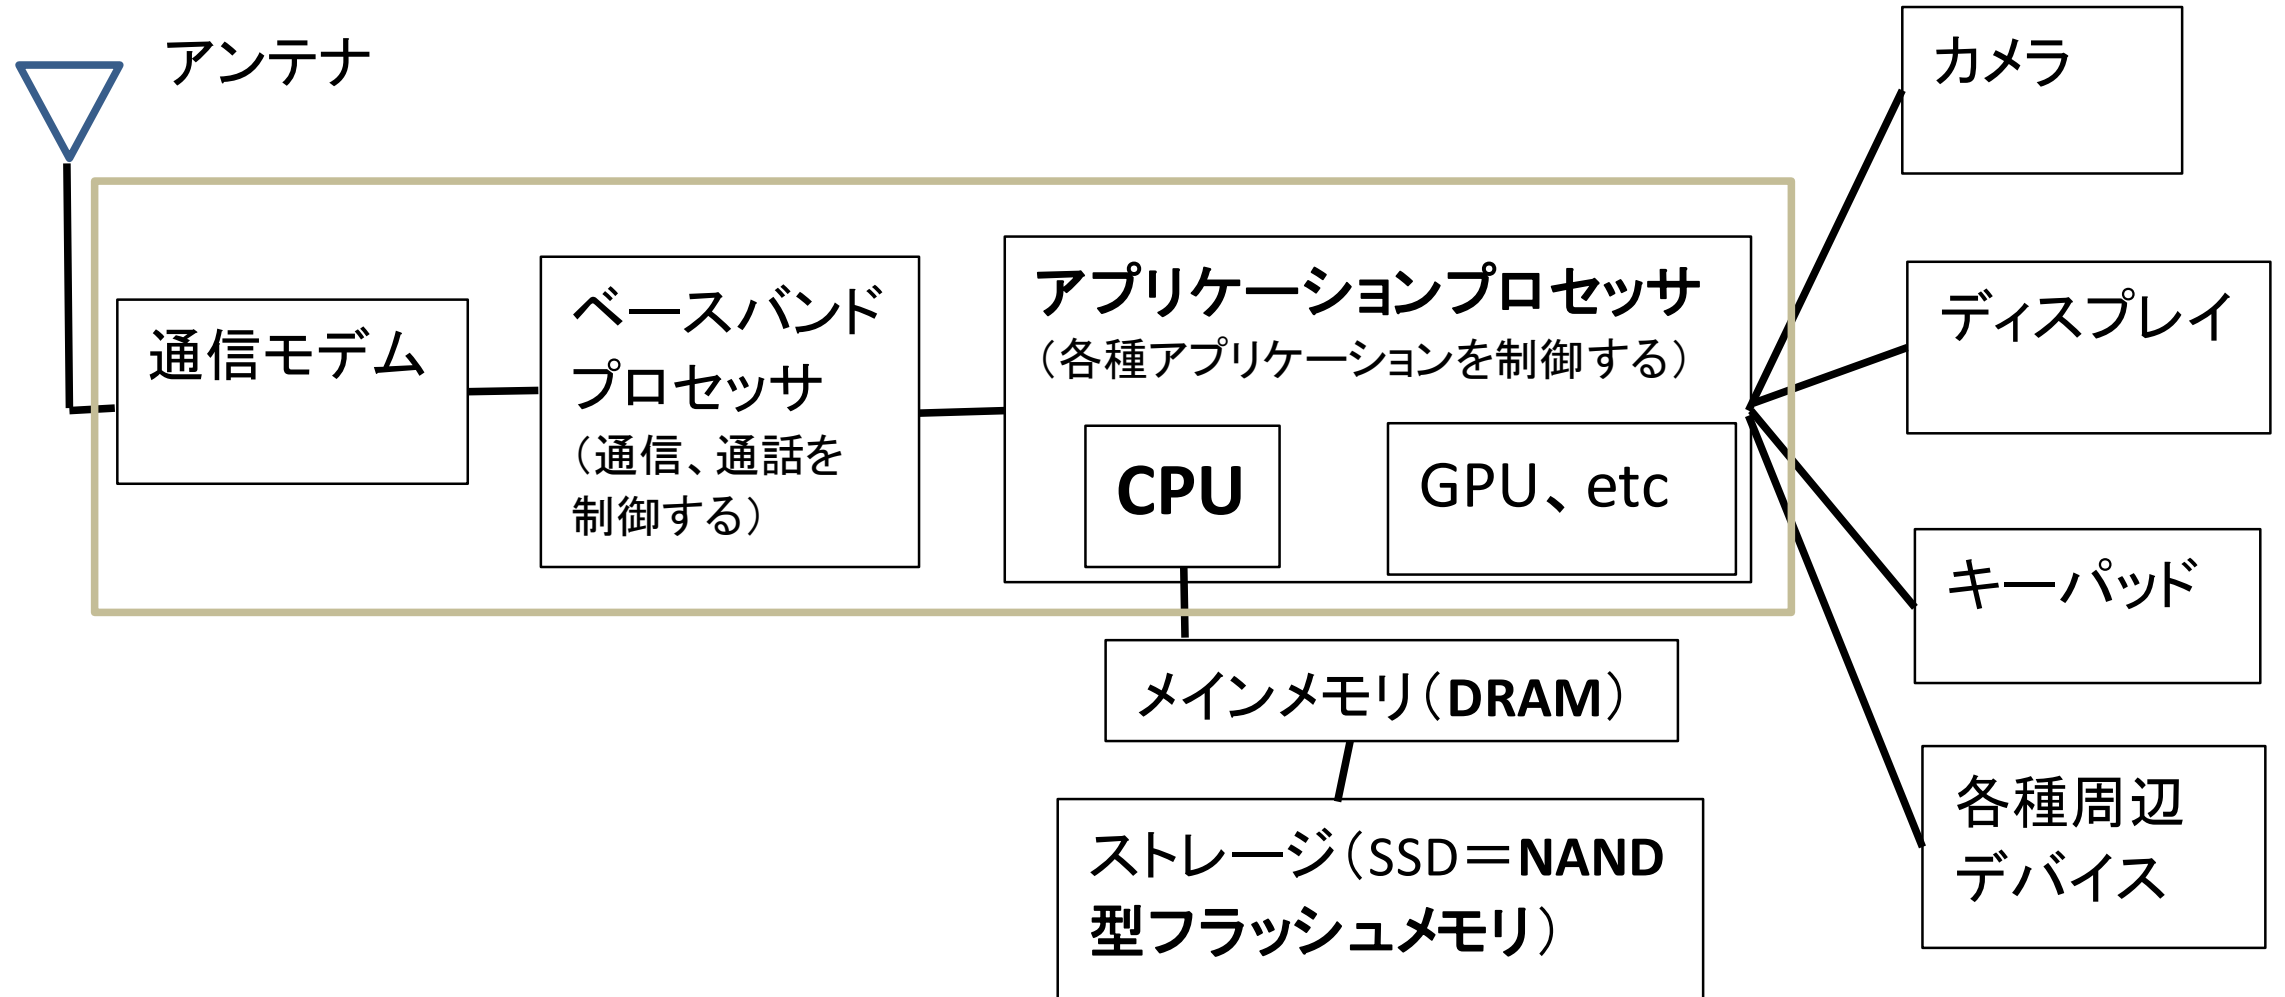 アンテナ
通信モデム
ベースバンド
プロセッサ
（通信、通話を
制御する）
アプリケーションプロセッサ
（各種アプリケーションを制御する）
CPU
GPU、etc
メインメモリ（DRAM）
ストレージ（SSD＝NAND
型フラッシュメモリ）
カメラ
ディスプレイ
キーパッド
各種周辺
デバイス